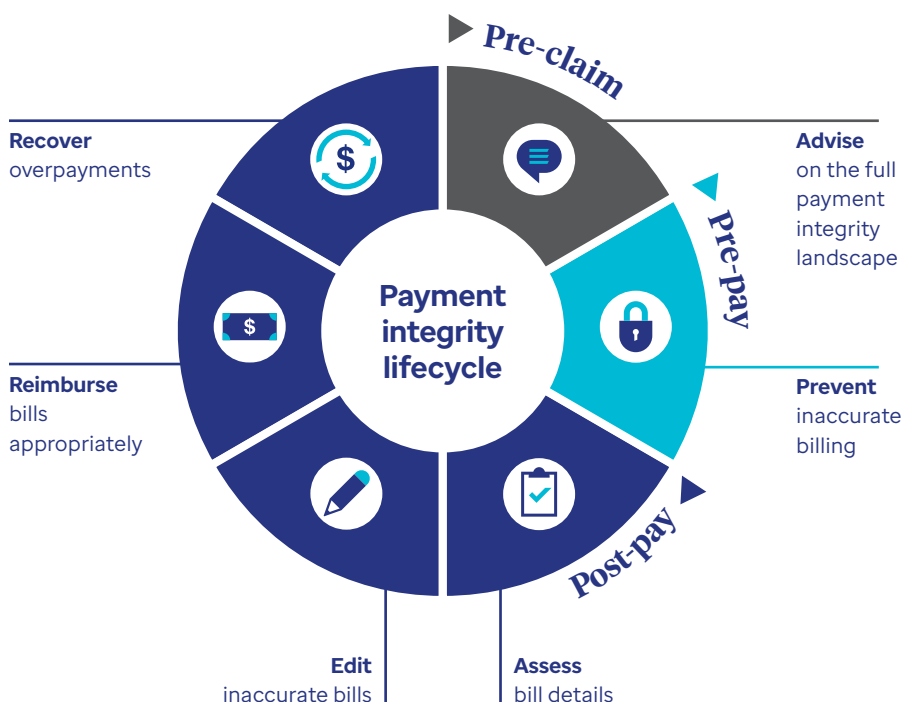 Pre-claim
Recover
overpayments
$
Advise
on the full
payment
integrity
landscape
Pre-pay
Payment
integrity
lifecycle
$
Reimburse
bills
appropriately
Prevent
inaccurate
billing
Post-pay
Edit
inaccurate bills
Assess
bill details